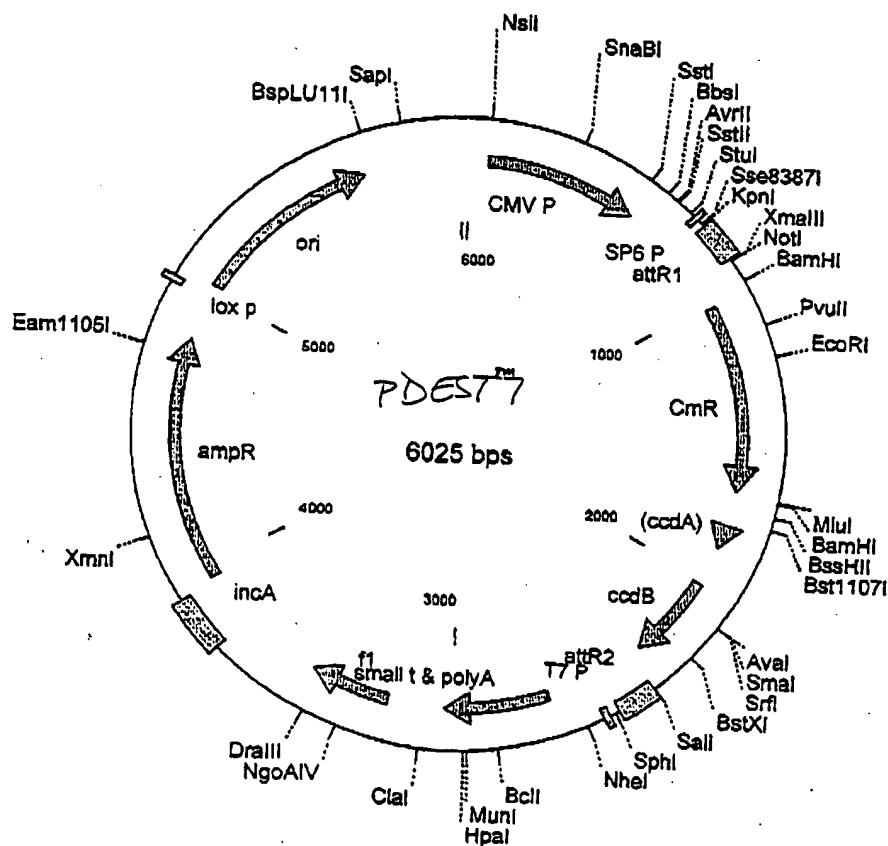 NsiI
SnaBI
SapI
BspLU11I
SstI
BbsI
AvrII
SstII
StuI
Sse8387I
KpnI
XmaIII
NotI
BamHI
PvuII
EcoRI
CMV P
SP6 P
attR1
ori
lox p
6000
1000
5000
Eam1105I
CmR
pDEST™7
6025 bps
ampR
4000
2000
3000
(ccdA)
MluI
BamHI
BssHII
Bst1107I
ccdB
XmnI
incA
attR2
T7 P
f1
small t & polyA
AvaI
SmaI
SrfI
BstXI
SalI
SphI
NheI
BclI
MunI
HpaI
ClaI
NgoAIV
DraIII